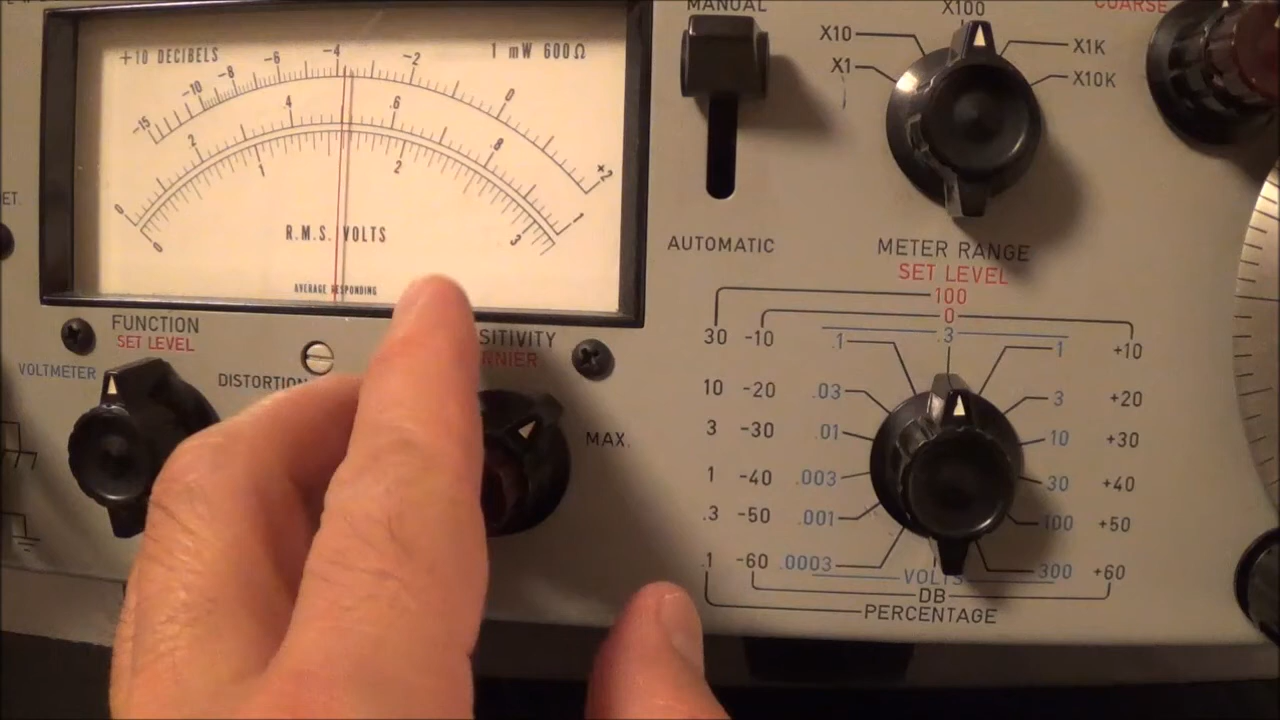 MANUAL
X100
COARSE
+10 DECIBELS
-4
1 mW 600Ω
X10
X1K
-6
-2
-8
X1
X10K
-10
0
.4
.6
-15
2
.8
1
2
+2
0
1
0
3
R.M.S. VOLTS
AUTOMATIC
METER RANGE
SET LEVEL
AVERAGE RESPONDING
100
0
FUNCTION
SET LEVEL
SITIVITY
NIER
30 -10 .1 .3 1 +10
VOLTMETER
DISTORTION
10 -20 .03 3 +20
MAX.
3 -30 .01 10 +30
1 -40 .003 30 +40
.3 -50 .001 100 +50
.1 -60 .0003 VOLTS 300 +60
DB
PERCENTAGE